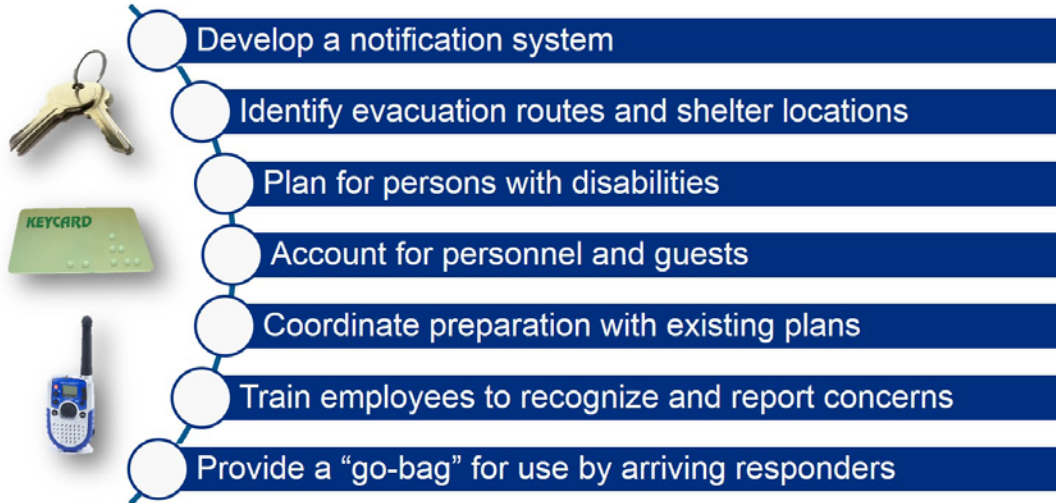 Develop a notification system
Identify evacuation routes and shelter locations
Plan for persons with disabilities
KEYCARD
Account for personnel and guests
Coordinate preparation with existing plans
Train employees to recognize and report concerns
Provide a “go-bag” for use by arriving responders